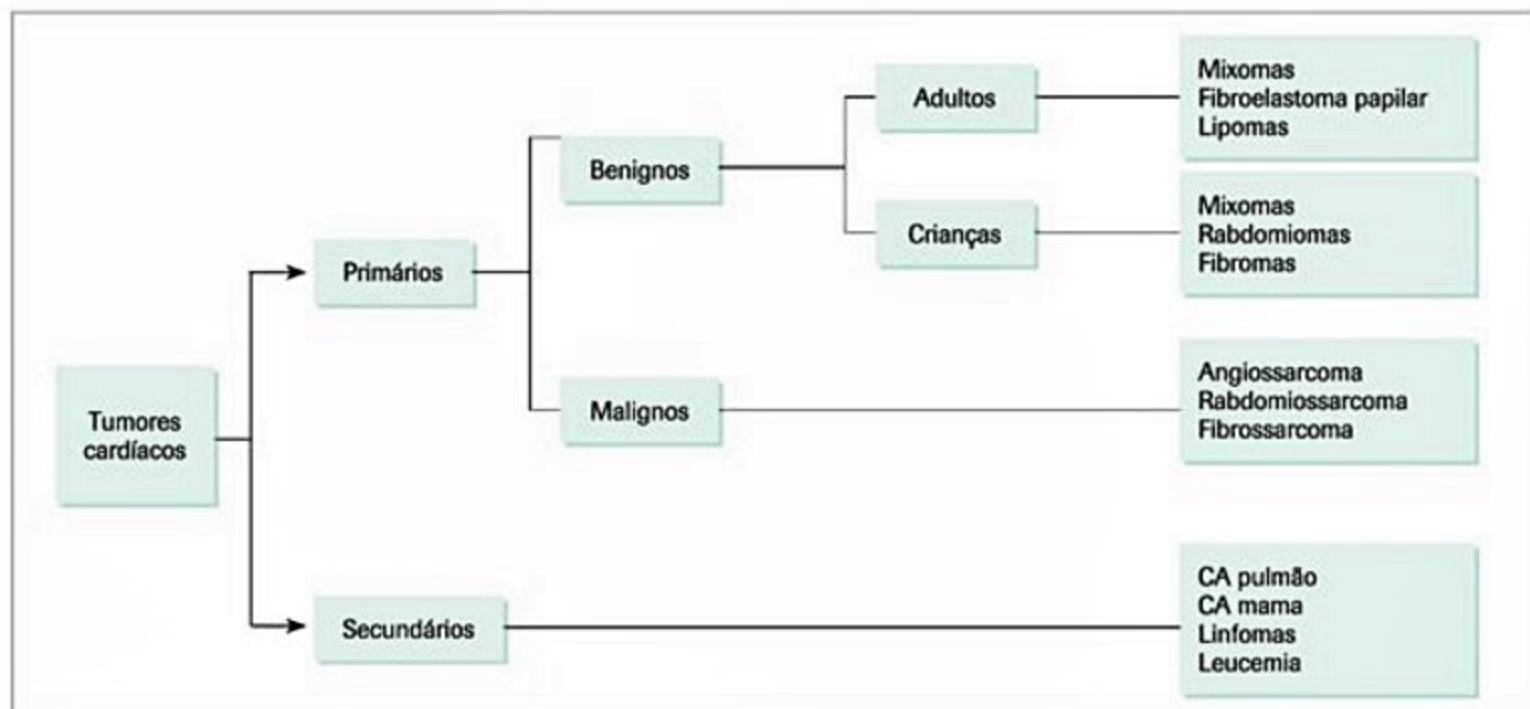 Tumores
cardíacos
Primários
Secundários
Benignos
Malignos
Adultos
Crianças
Mixomas
Fibroelastoma papilar
Lipomas
Mixomas
Rabdomiomas
Fibromas
Angiossarcoma
Rabdomiossarcoma
Fibrossarcoma
CA pulmão
CA mama
Linfomas
Leucemia